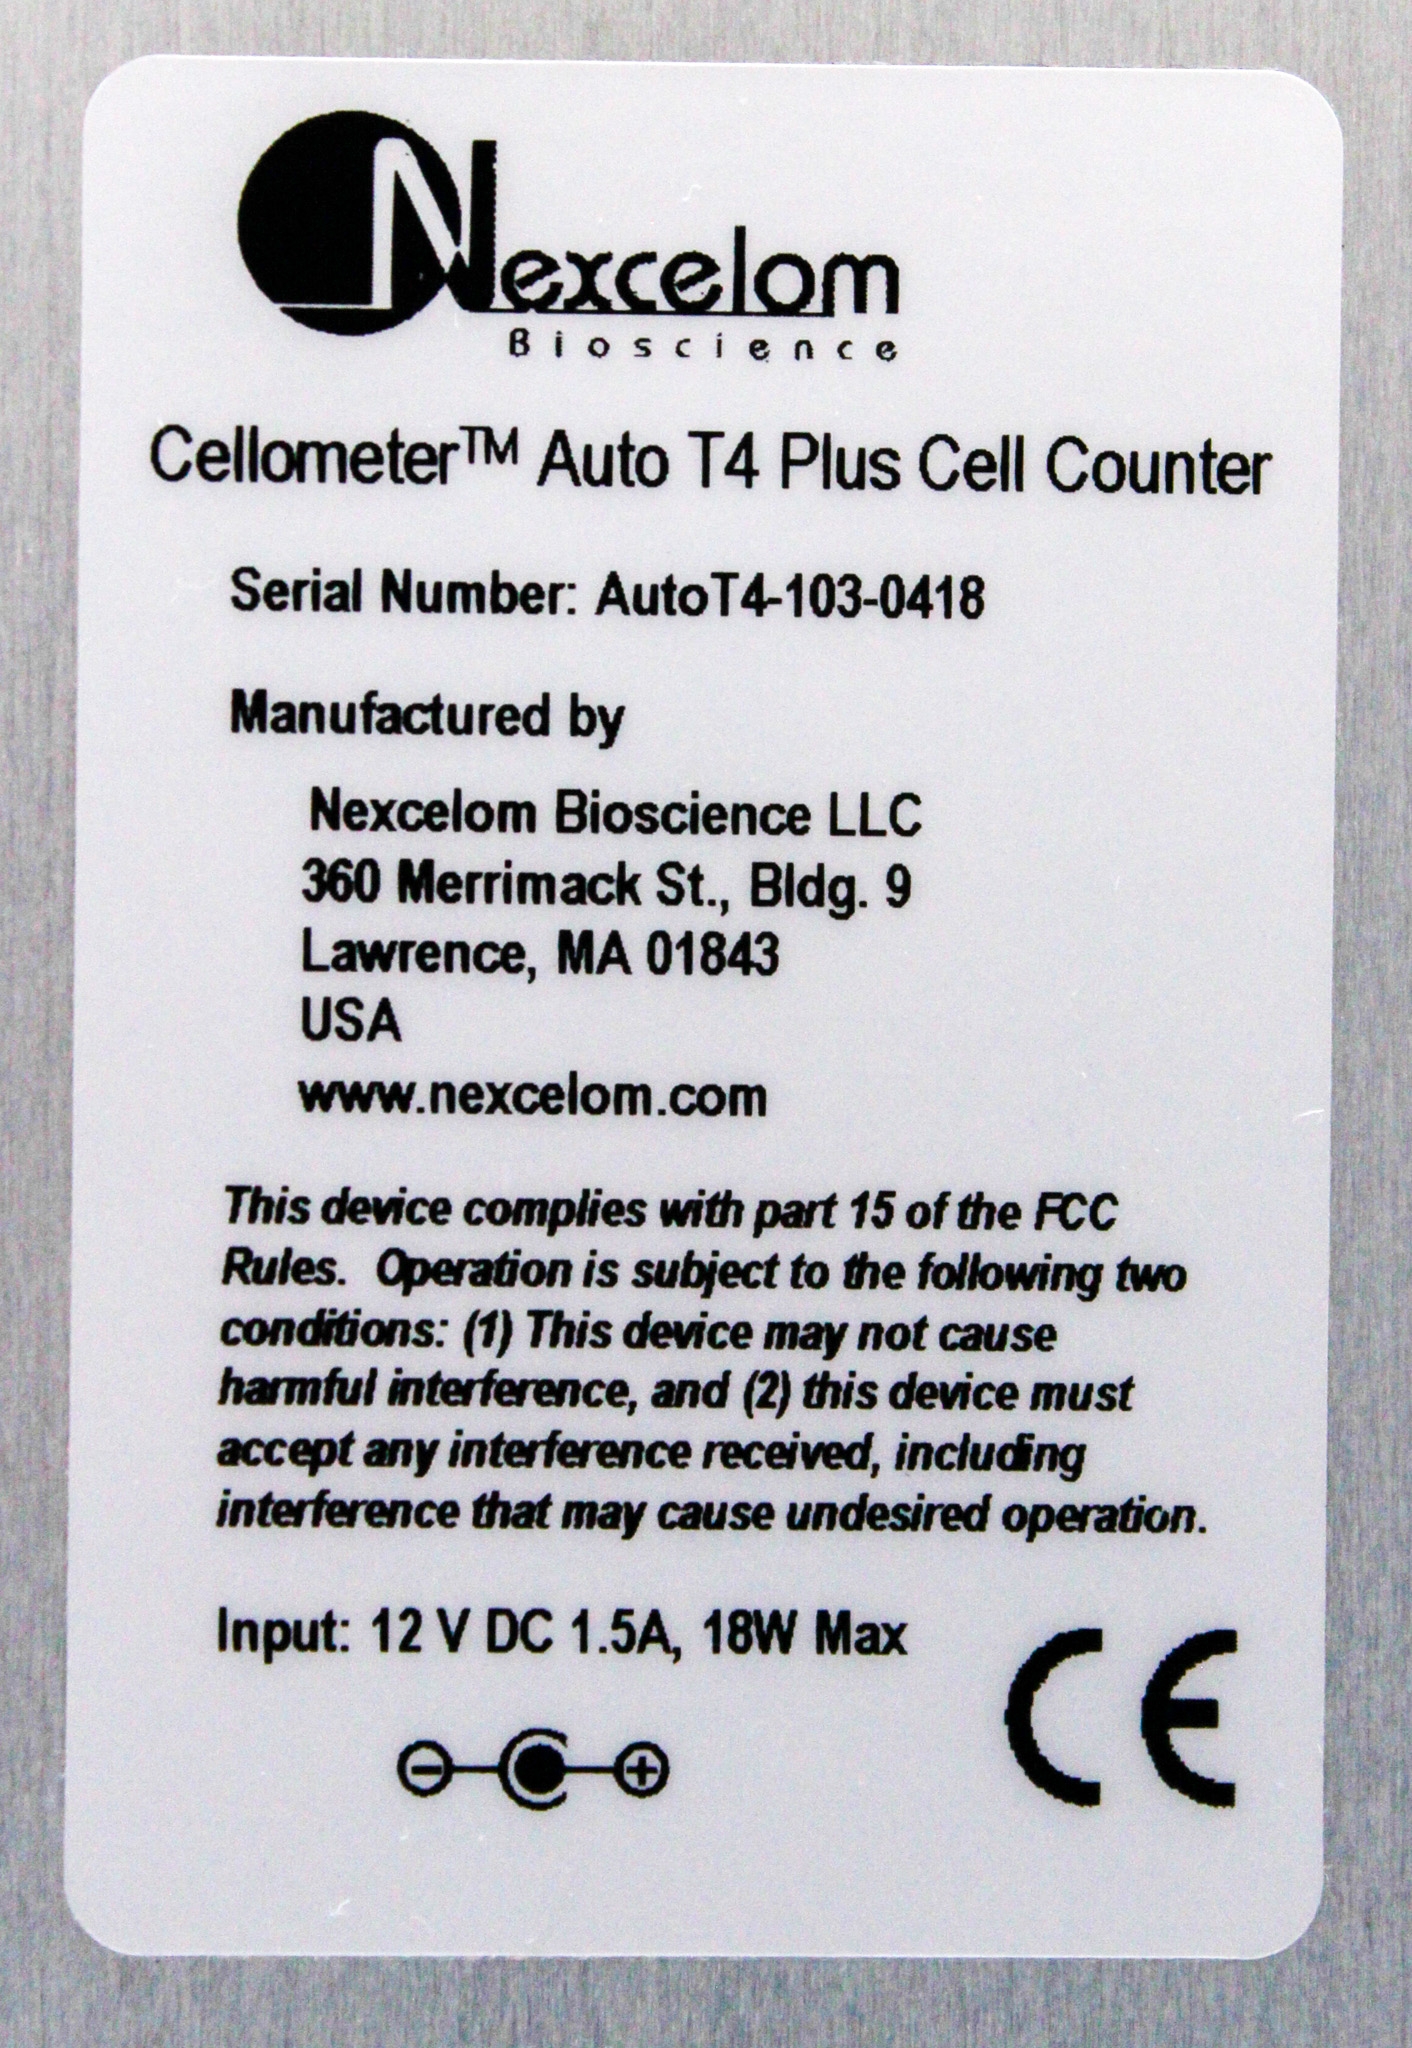 Nexcelom
Bioscience
Cellometer™ Auto T4 Plus Cell Counter
Serial Number: AutoT4-103-0418
Manufactured by
Nexcelom Bioscience LLC
360 Merrimack St., Bldg. 9
Lawrence, MA 01843
USA
www.nexcelom.com
This device complies with part 15 of the FCC
Rules.  Operation is subject to the following two
conditions: (1) This device may not cause
harmful interference, and (2) this device must
accept any interference received, including
interference that may cause undesired operation.
Input: 12 V DC 1.5A, 18W Max
CE